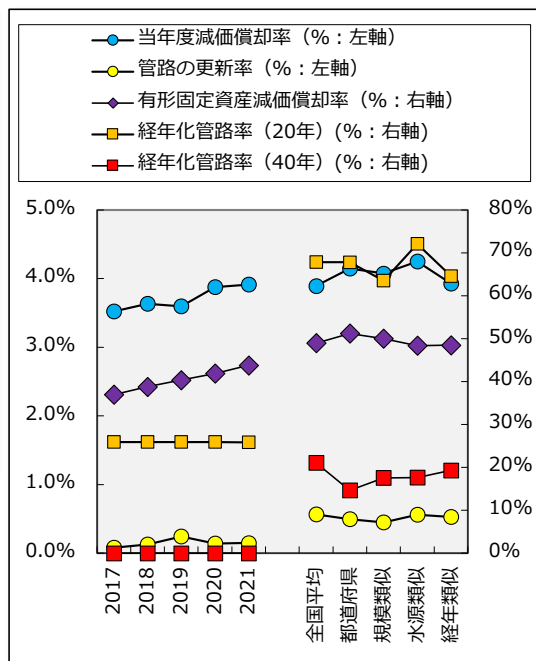 当年度減価償却率（%：左軸）
管路の更新率（%：左軸）
有形固定資産減価償却率（%：右軸）
経年化管路率（20年）(%：右軸)
経年化管路率（40年）(%：右軸)
5.0%
4.0%
3.0%
2.0%
1.0%
0.0%
80%
70%
60%
50%
40%
30%
20%
10%
0%
2017
2018
2019
2020
2021
全国平均
都道府県
規模類似
水源類似
経年類似